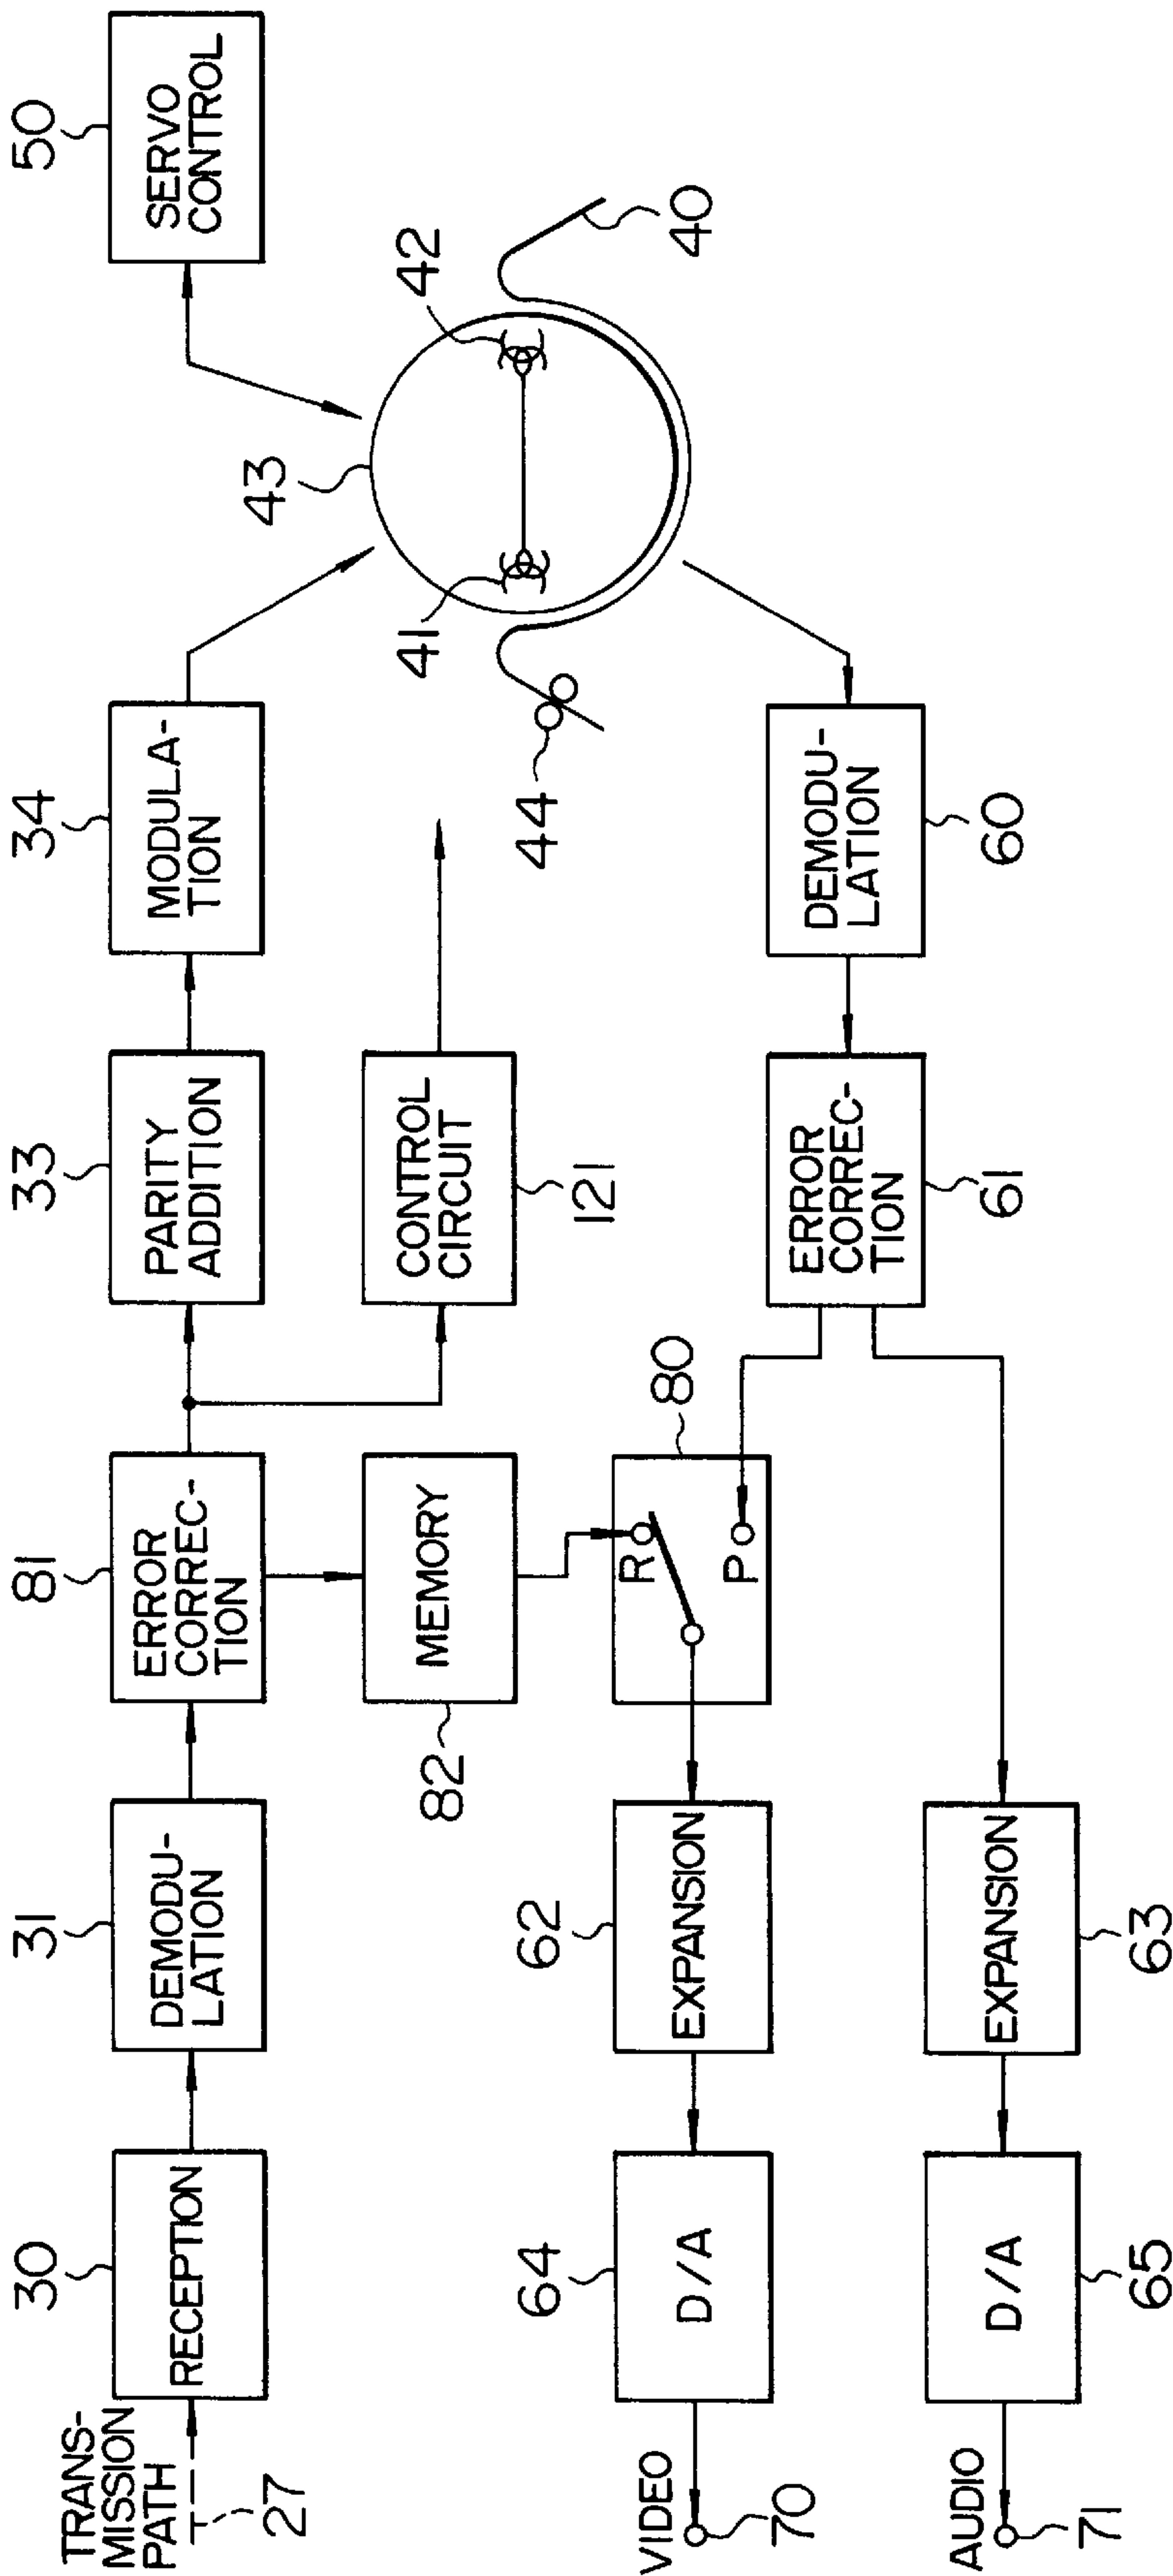 TRANS-
MISSION
PATH
27
30
RECEPTION
31
DEMODU-
LATION
81
ERROR
CORREC-
TION
33
PARITY
ADDITION
34
MODULA-
TION
50
SERVO
CONTROL
43
41
42
40
44
CONTROL
CIRCUIT
121
MEMORY
82
80
R
P
DEMODU-
LATION
60
ERROR
CORREC-
TION
61
62
EXPANSION
64
D/A
VIDEO
70
EXPANSION
63
D/A
65
AUDIO
71